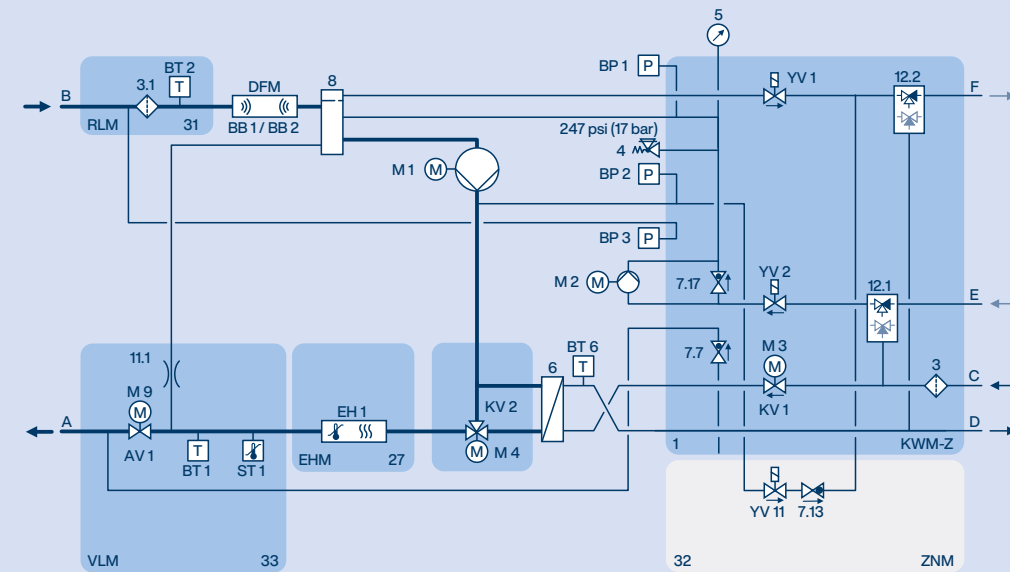 5
BP 1 P
YV 1
12.2
F
BT 2
T
3.1
DFM
8
B
RLM 31
BB 1 / BB 2
247 psi (17 bar)
4
M 1 M
BP 2 P
BP 3 P
M 2 M
7.17
YV 2
12.1
E
11.1
M 9
M
BT 6
T
7.7
M 3
M
3
C
6
A
AV 1
T
BT 1
ST 1
EH 1
KV 2
M M 4
KV 1
D
EHM 27
1 KWM-Z
YV 11 7.13
VLM 33
32 ZNM